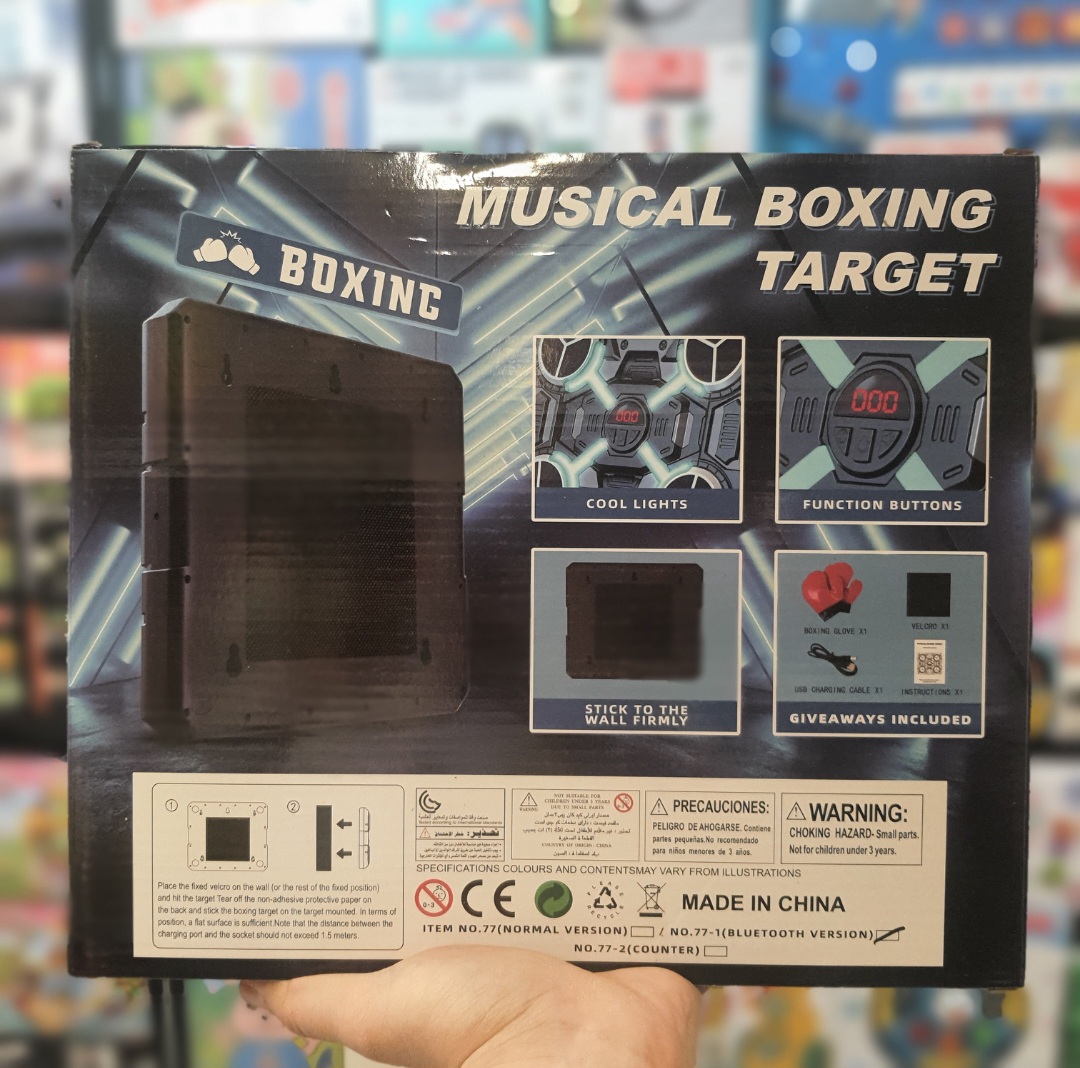 MUSICAL BOXING
TARGET
BOXING
000
COOL LIGHTS
000
FUNCTION BUTTONS
STICK TO THE
WALL FIRMLY
BOXING GLOVE X1
VELCRO X1
USB CHARGING CABLE X1
INSTRUCTIONS X1
GIVEAWAYS INCLUDED
1
2
Place the fixed velcro on the wall (or the rest of the fixed position)
and hit the target Tear off the non-adhesive protective paper on
the back and stick the boxing target on the target mounted. In terms of
position, a flat surface is sufficient.Note that the distance between the
charging port and the socket should not exceed 1.5 meters.
WARNING:
NOT SUITABLE FOR
CHILDREN UNDER 3 YEARS
DUE TO SMALL PARTS
COUNTRY OF ORIGIN: CHINA
PRECAUCIONES:
PELIGRO DE AHOGARSE. Contiene
partes pequeñas.No recomendado
para niños menores de 3 años.
WARNING:
CHOKING HAZARD- Small parts.
Not for children under 3 years.
SPECIFICATIONS COLOURS AND CONTENTSMAY VARY FROM ILLUSTRATIONS
0-3
CE
MADE IN CHINA
ITEM NO.77(NORMAL VERSION) / NO.77-1(BLUETOOTH VERSION)
NO.77-2(COUNTER)